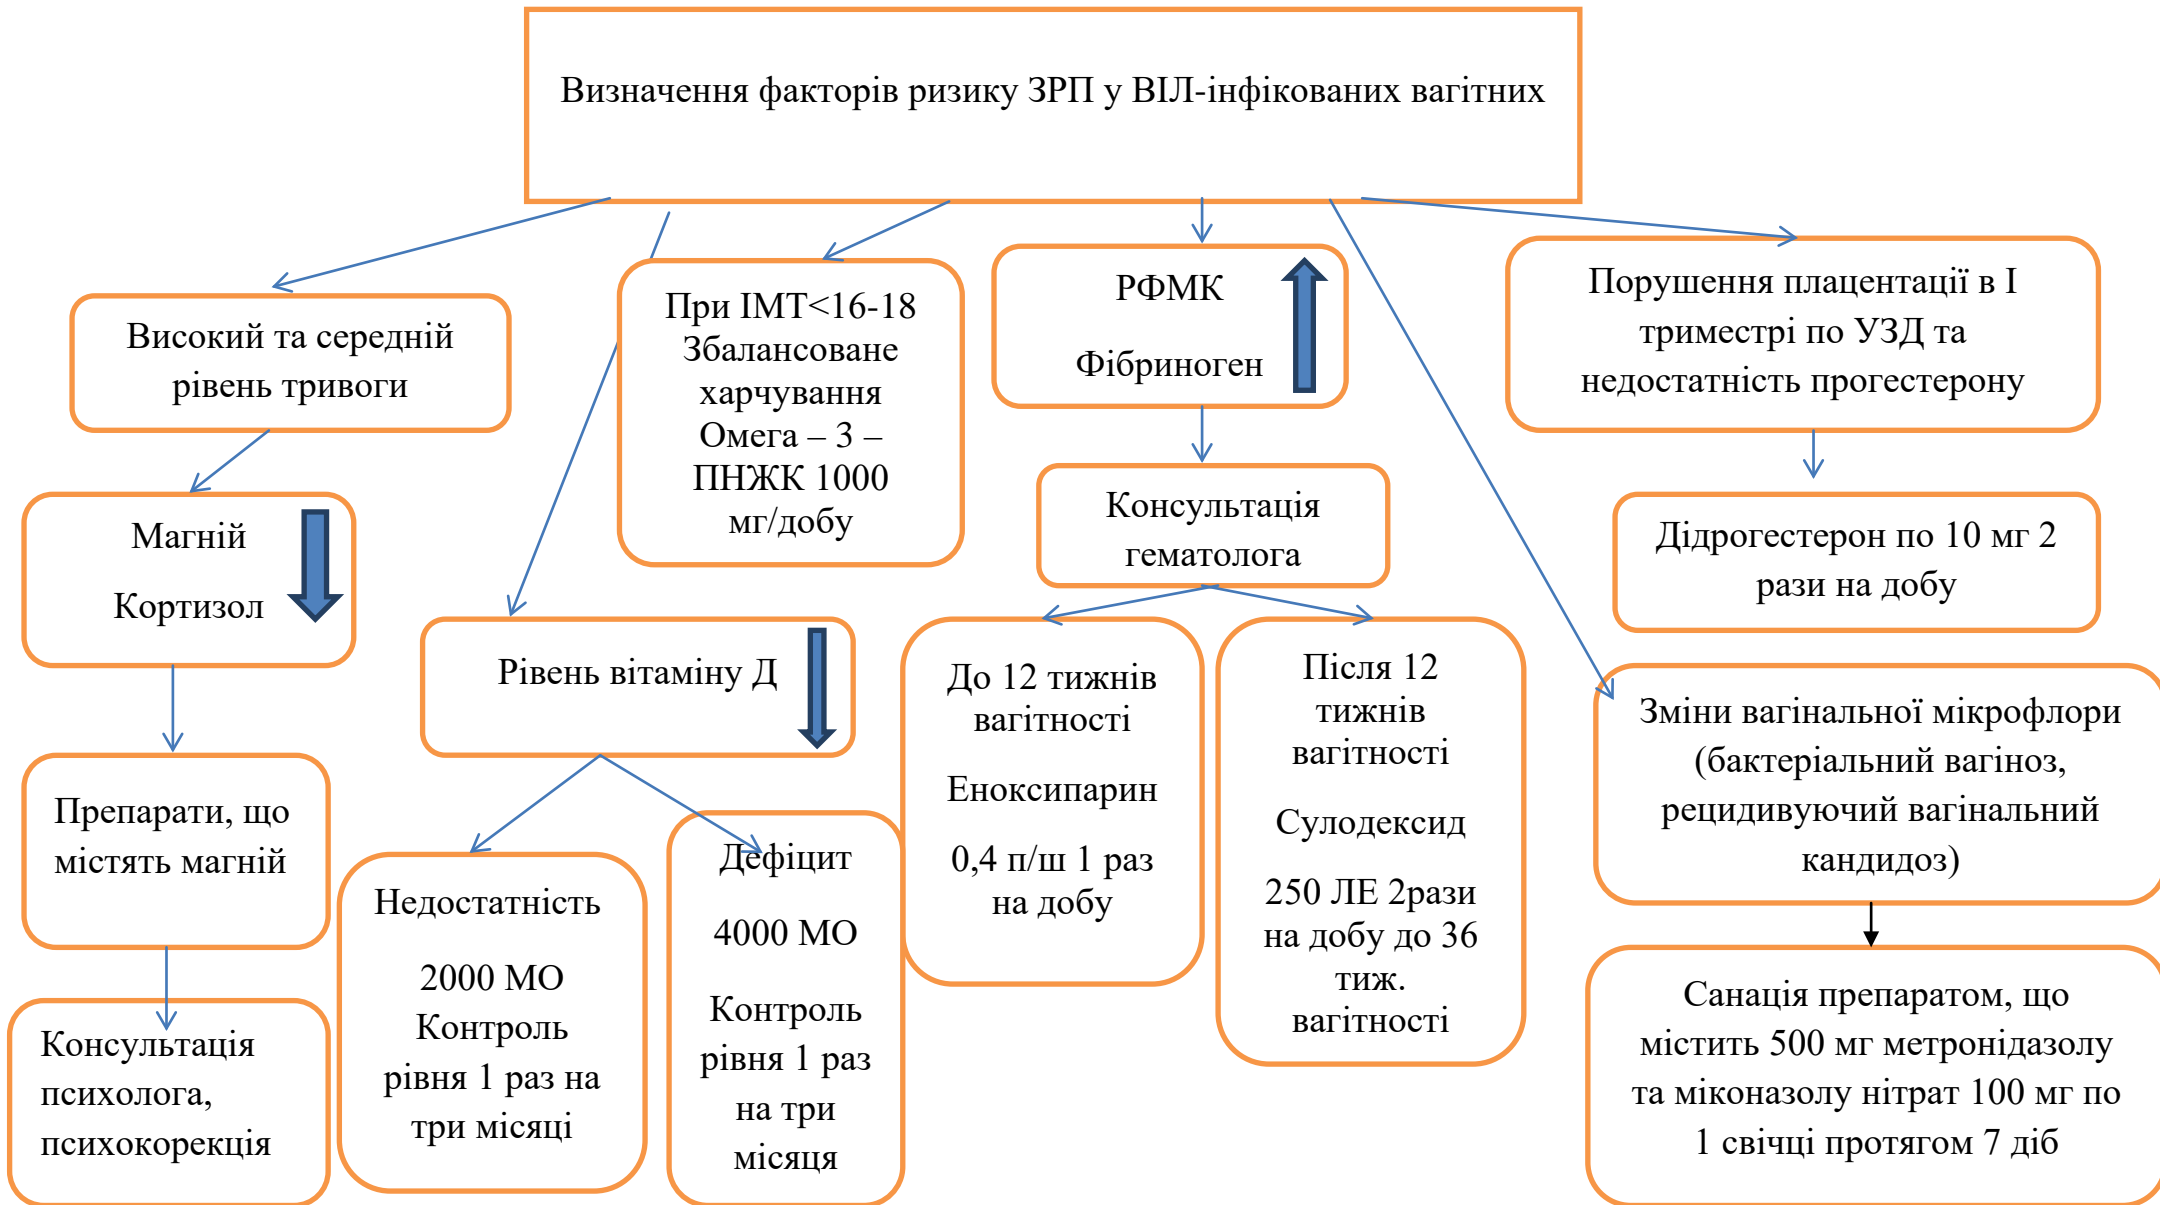 Визначення факторів ризику ЗРП у ВІЛ-інфікованих вагітних
Високий та середній
рівень тривоги
Магній
Кортизол
Препарати, що
містять магній
Консультація
психолога,
психокорекція
При ІМТ<16-18
Збалансоване
харчування
Омега – 3 –
ПНЖК 1000
мг/добу
Рівень вітаміну Д
Недостатність
2000 МО
Контроль
рівня 1 раз на
три місяці
Дефіцит
4000 МО
Контроль
рівня 1 раз
на три
місяця
РФМК
Фібриноген
Консультація
гематолога
До 12 тижнів
вагітності
Еноксипарин
0,4 п/ш 1 раз
на добу
Після 12
тижнів
вагітності
Сулодексид
250 ЛЕ 2рази
на добу до 36
тиж.
вагітності
Порушення плацентації в І
триместрі по УЗД та
недостатність прогестерону
Дідрогестерон по 10 мг 2
рази на добу
Зміни вагінальної мікрофлори
(бактеріальний вагіноз,
рецидивуючий вагінальний
кандидоз)
Санація препаратом, що
містить 500 мг метронідазолу
та міконазолу нітрат 100 мг по
1 свічці протягом 7 діб